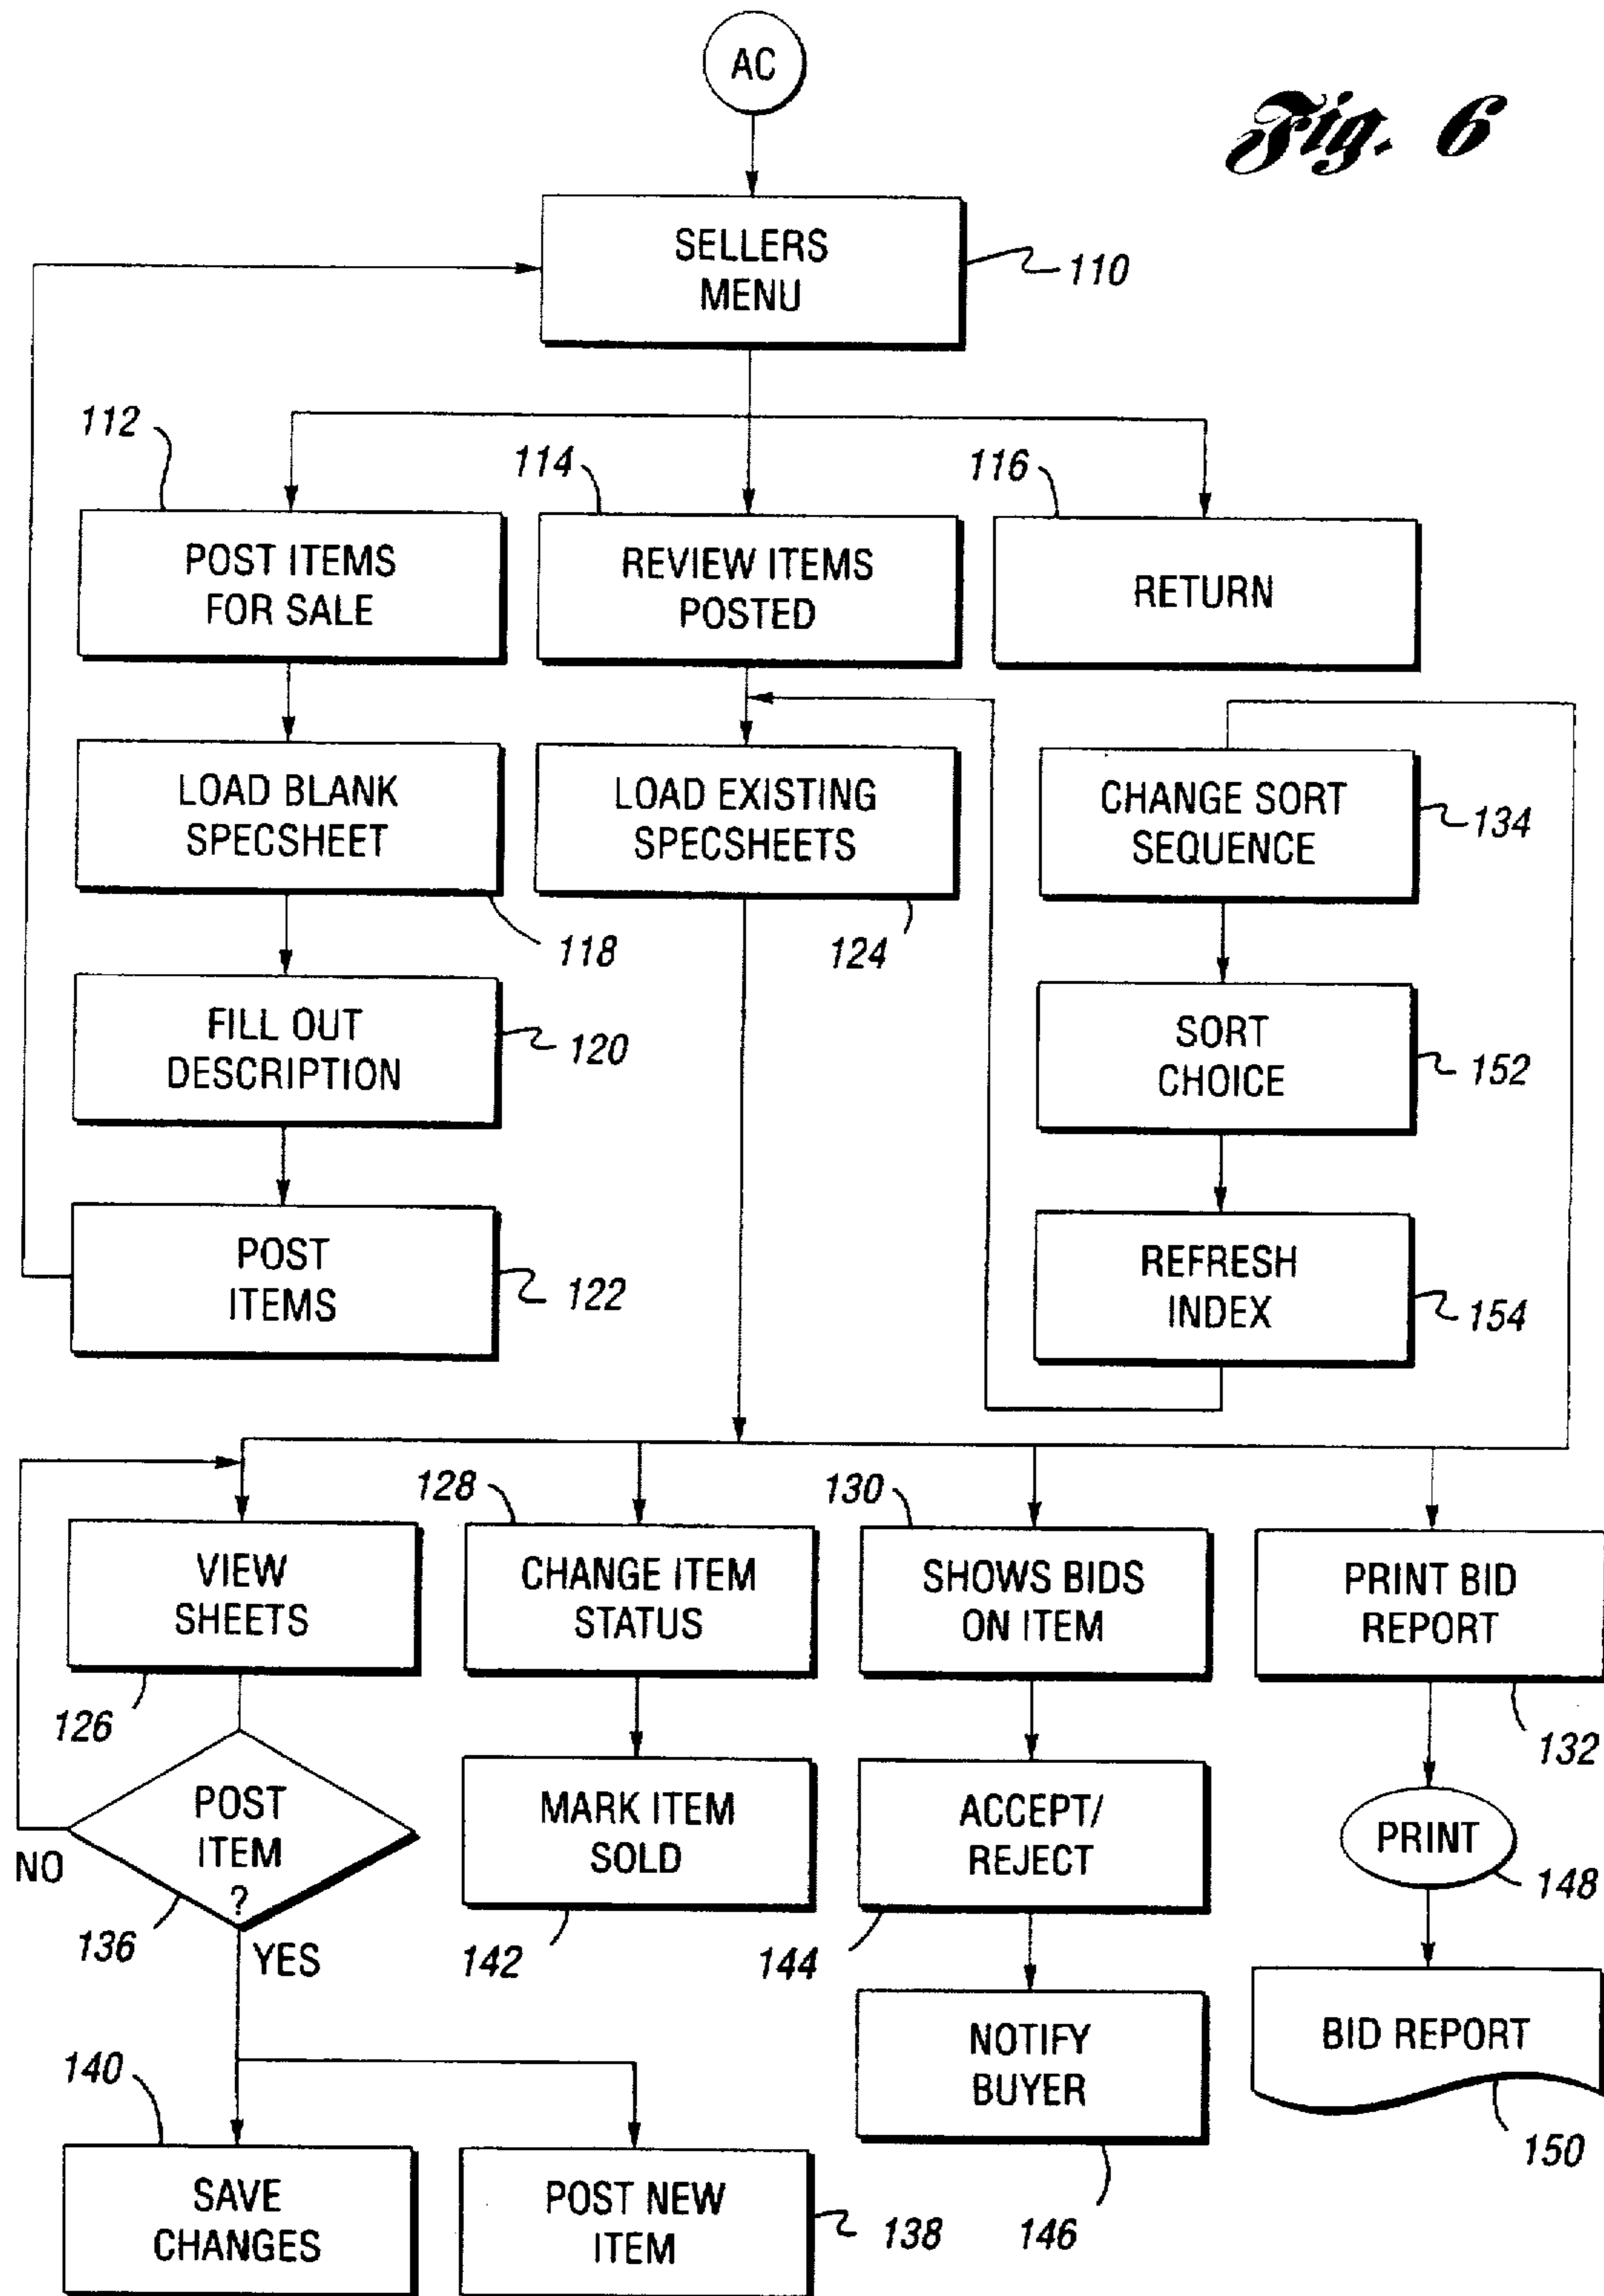 AC
Fig. 6
SELLERS
MENU
110
112
114
116
POST ITEMS
FOR SALE
REVIEW ITEMS
POSTED
RETURN
LOAD BLANK
SPECSHEET
118
LOAD EXISTING
SPECSHEETS
124
CHANGE SORT
SEQUENCE
134
FILL OUT
DESCRIPTION
120
SORT
CHOICE
152
POST
ITEMS
122
REFRESH
INDEX
154
VIEW
SHEETS
126
128
CHANGE ITEM
STATUS
130
SHOWS BIDS
ON ITEM
PRINT BID
REPORT
132
POST
ITEM
?
NO
136
YES
MARK ITEM
SOLD
142
ACCEPT/
REJECT
144
PRINT
148
NOTIFY
BUYER
146
BID REPORT
150
140
SAVE
CHANGES
POST NEW
ITEM
138